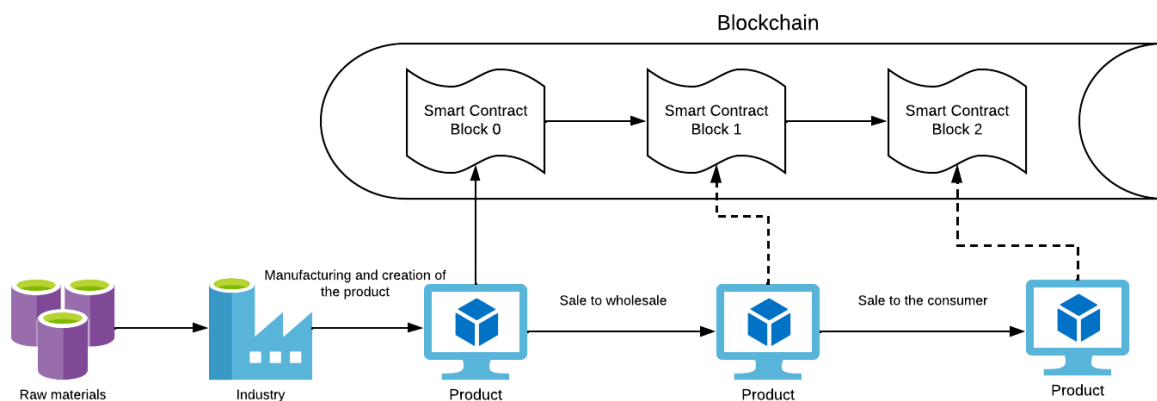 Blockchain
Smart Contract
Block 0
Smart Contract
Block 1
Smart Contract
Block 2
Manufacturing and creation of
the product
Sale to wholesale
Sale to the consumer
Raw materials
Industry
Product
Product
Product